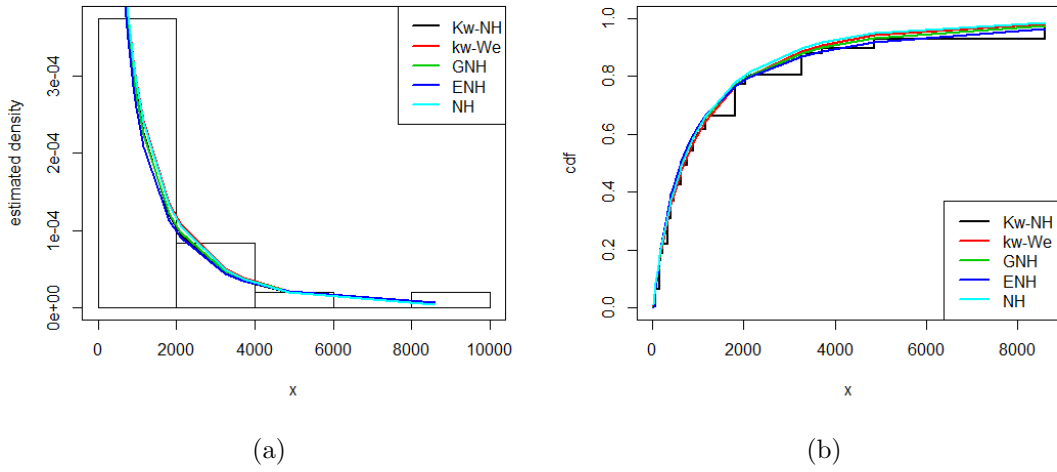 estimated density
0e+00
1e-04
2e-04
3e-04
0
2000
4000
6000
8000
10000
x
Kw-NH
kw-We
GNH
ENH
NH
(a)
cdf
0.0
0.2
0.4
0.6
0.8
1.0
0
2000
4000
6000
8000
x
Kw-NH
kw-We
GNH
ENH
NH
(b)